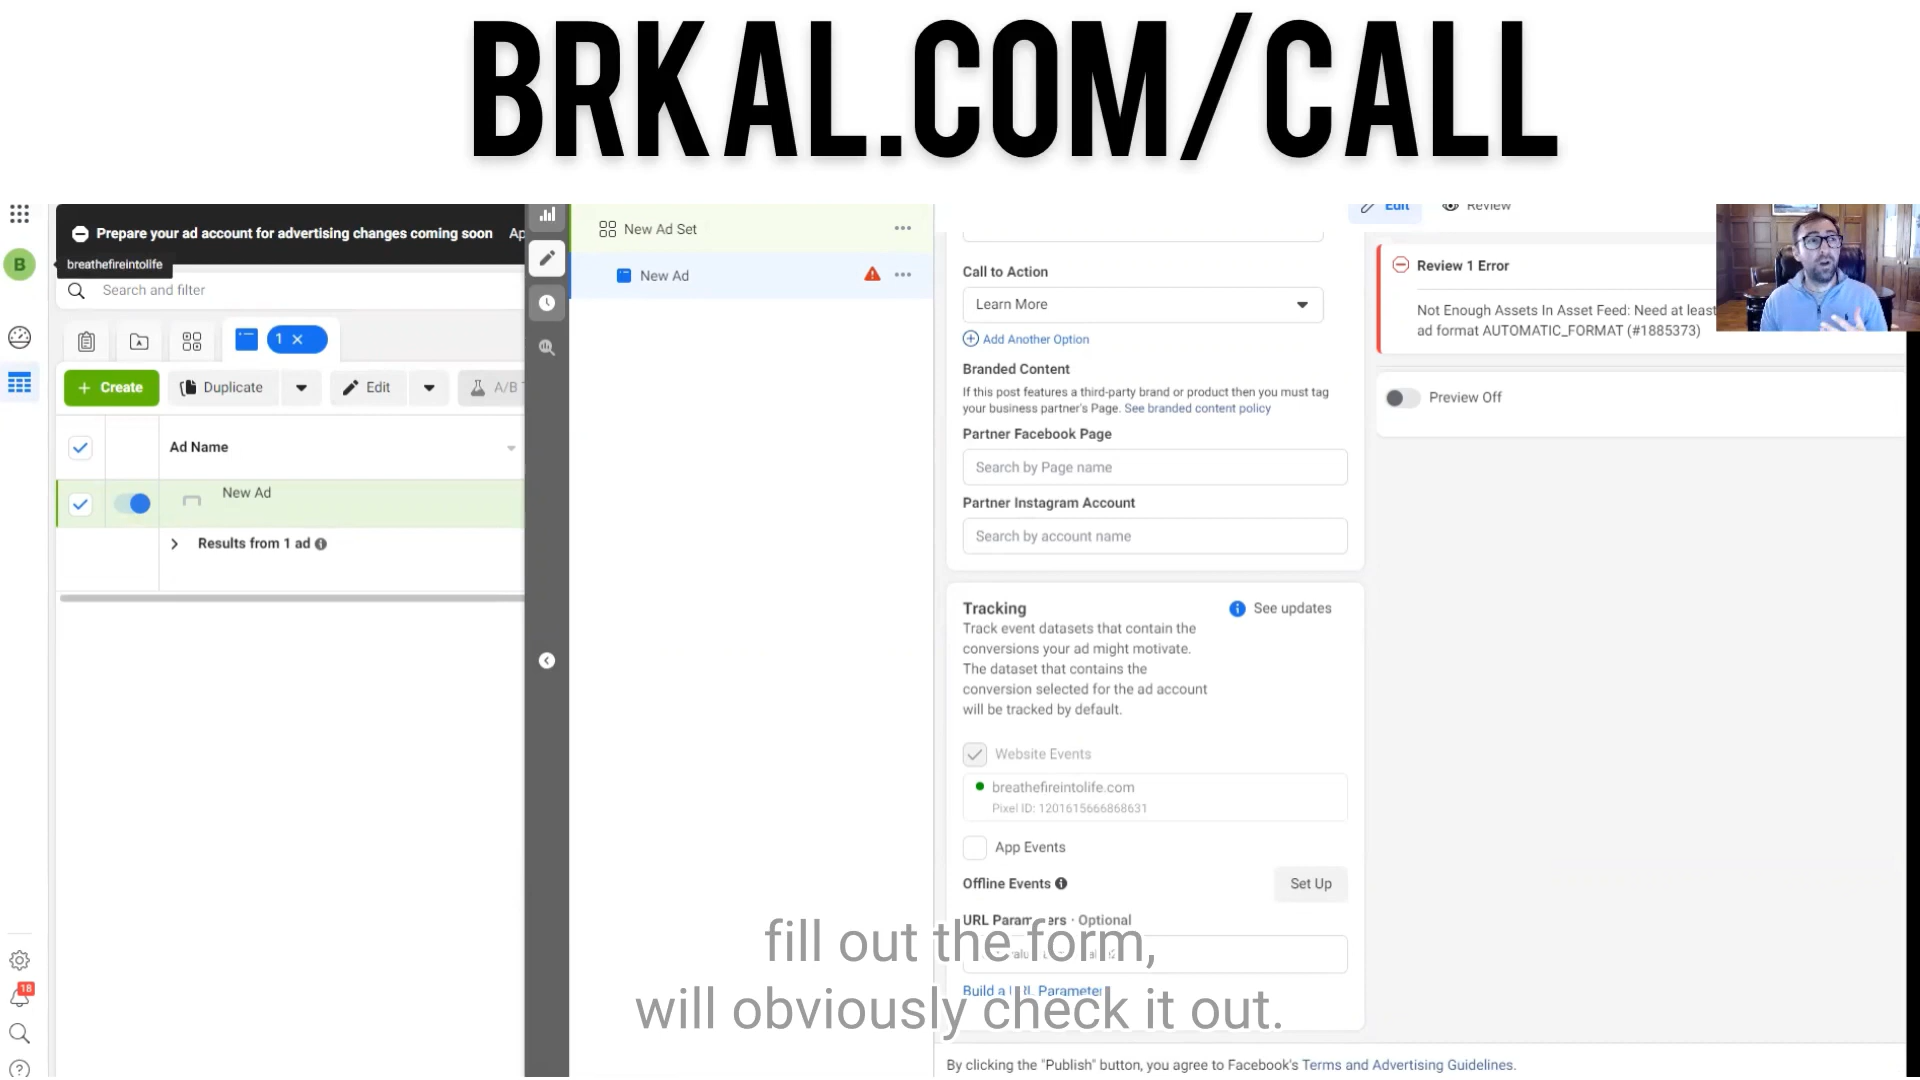 BRKAL.COM/CALL
Prepare your ad account for advertising changes coming soon
Ap
B
breathefireintolife
Search and filter
1 ×
+ Create
Duplicate
Edit
A/B
Ad Name
New Ad
Results from 1 ad
18
New Ad Set
New Ad
Call to Action
Learn More
Add Another Option
Branded Content
If this post features a third-party brand or product then you must tag
your business partner's Page. See branded content policy
Partner Facebook Page
Search by Page name
Partner Instagram Account
Search by account name
Tracking
See updates
Track event datasets that contain the
conversions your ad might motivate.
The dataset that contains the
conversion selected for the ad account
will be tracked by default.
Website Events
breathefireintolife.com
Pixel ID: 1201615666868631
App Events
Offline Events
Set Up
URL Parameters · Optional
Build a URL Parameter
By clicking the "Publish" button, you agree to Facebook's Terms and Advertising Guidelines.
Edit
Review
Review 1 Error
Not Enough Assets In Asset Feed: Need at least
ad format AUTOMATIC_FORMAT (#1885373)
Preview Off
fill out the form,
will obviously check it out.